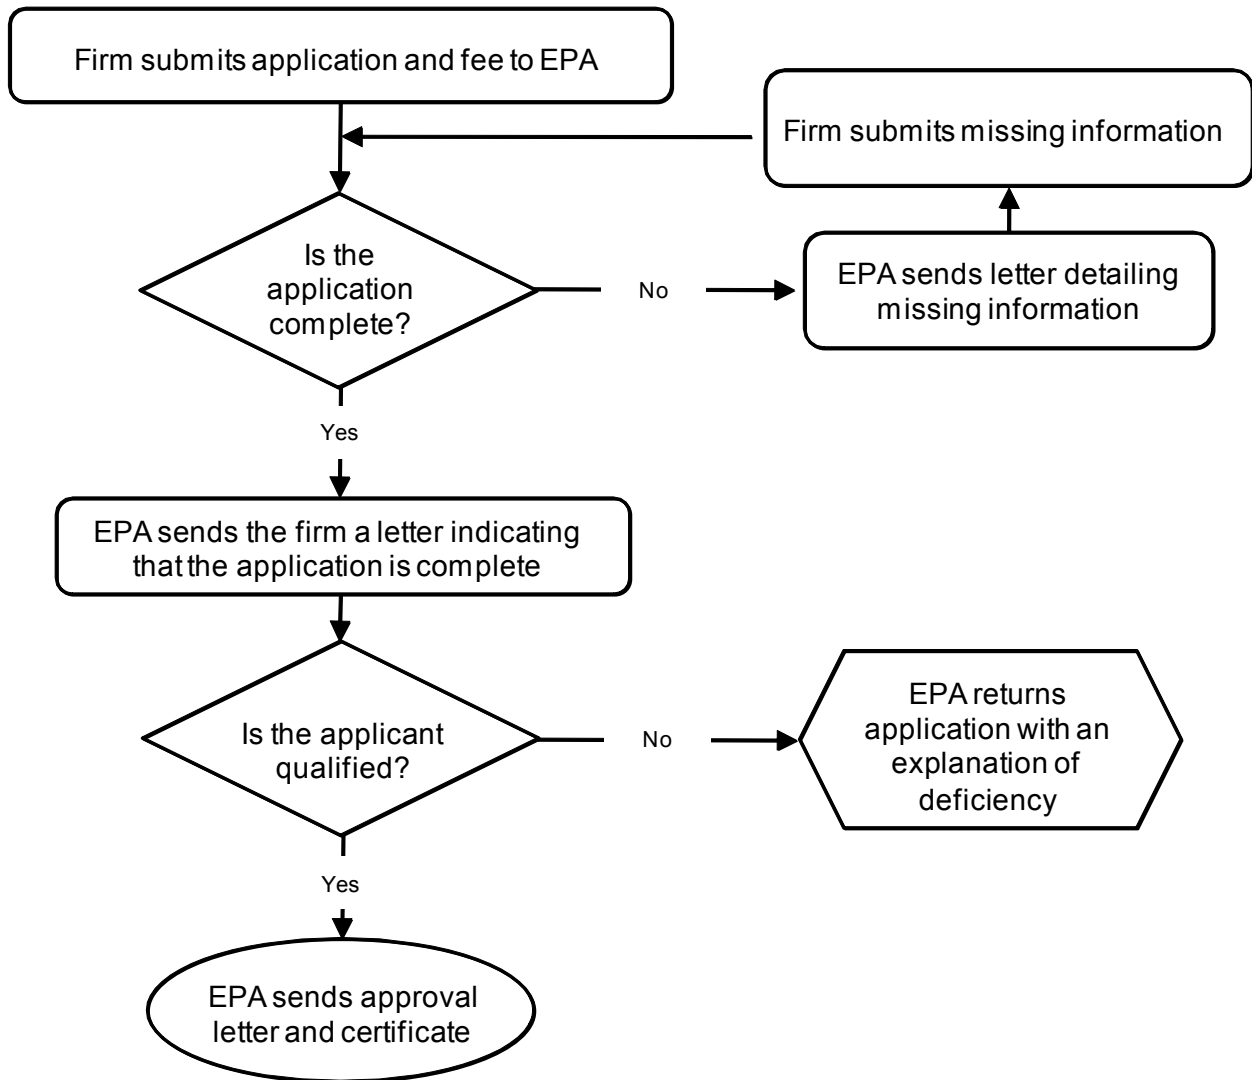 Firm submits application and fee to EPA
Firm submits missing information
Is the
application
complete?
No
EPA sends letter detailing
missing information
Yes
EPA sends the firm a letter indicating
that the application is complete
Is the applicant
qualified?
No
EPA returns
application with an
explanation of
deficiency
Yes
EPA sends approval
letter and certificate